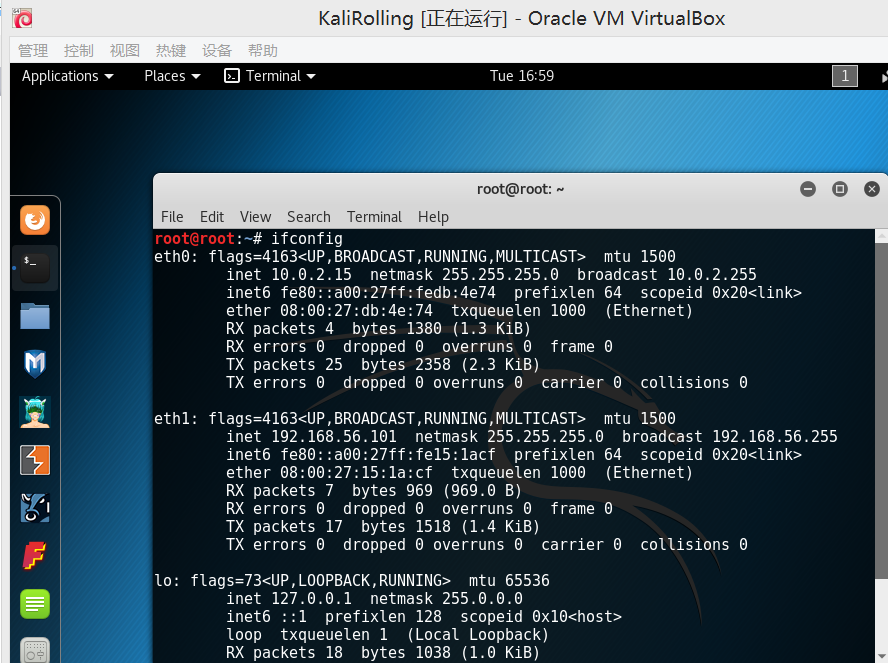 KaliRolling [正在运行] - Oracle VM VirtualBox
管理 控制 视图 热键 设备 帮助
Applications Places Terminal Tue 16:59 1
root@root: ~
File Edit View Search Terminal Help
root@root:~# ifconfig
eth0: flags=4163<UP,BROADCAST,RUNNING,MULTICAST>  mtu 1500
        inet 10.0.2.15  netmask 255.255.255.0  broadcast 10.0.2.255
        inet6 fe80::a00:27ff:fedb:4e74  prefixlen 64  scopeid 0x20<link>
        ether 08:00:27:db:4e:74  txqueuelen 1000  (Ethernet)
        RX packets 4  bytes 1380 (1.3 KiB)
        RX errors 0  dropped 0  overruns 0  frame 0
        TX packets 25  bytes 2358 (2.3 KiB)
        TX errors 0  dropped 0 overruns 0  carrier 0  collisions 0
eth1: flags=4163<UP,BROADCAST,RUNNING,MULTICAST>  mtu 1500
        inet 192.168.56.101  netmask 255.255.255.0  broadcast 192.168.56.255
        inet6 fe80::a00:27ff:fe15:1acf  prefixlen 64  scopeid 0x20<link>
        ether 08:00:27:15:1a:cf  txqueuelen 1000  (Ethernet)
        RX packets 7  bytes 969 (969.0 B)
        RX errors 0  dropped 0  overruns 0  frame 0
        TX packets 17  bytes 1518 (1.4 KiB)
        TX errors 0  dropped 0 overruns 0  carrier 0  collisions 0
lo: flags=73<UP,LOOPBACK,RUNNING>  mtu 65536
        inet 127.0.0.1  netmask 255.0.0.0
        inet6 ::1  prefixlen 128  scopeid 0x10<host>
        loop  txqueuelen 1  (Local Loopback)
        RX packets 18  bytes 1038 (1.0 KiB)